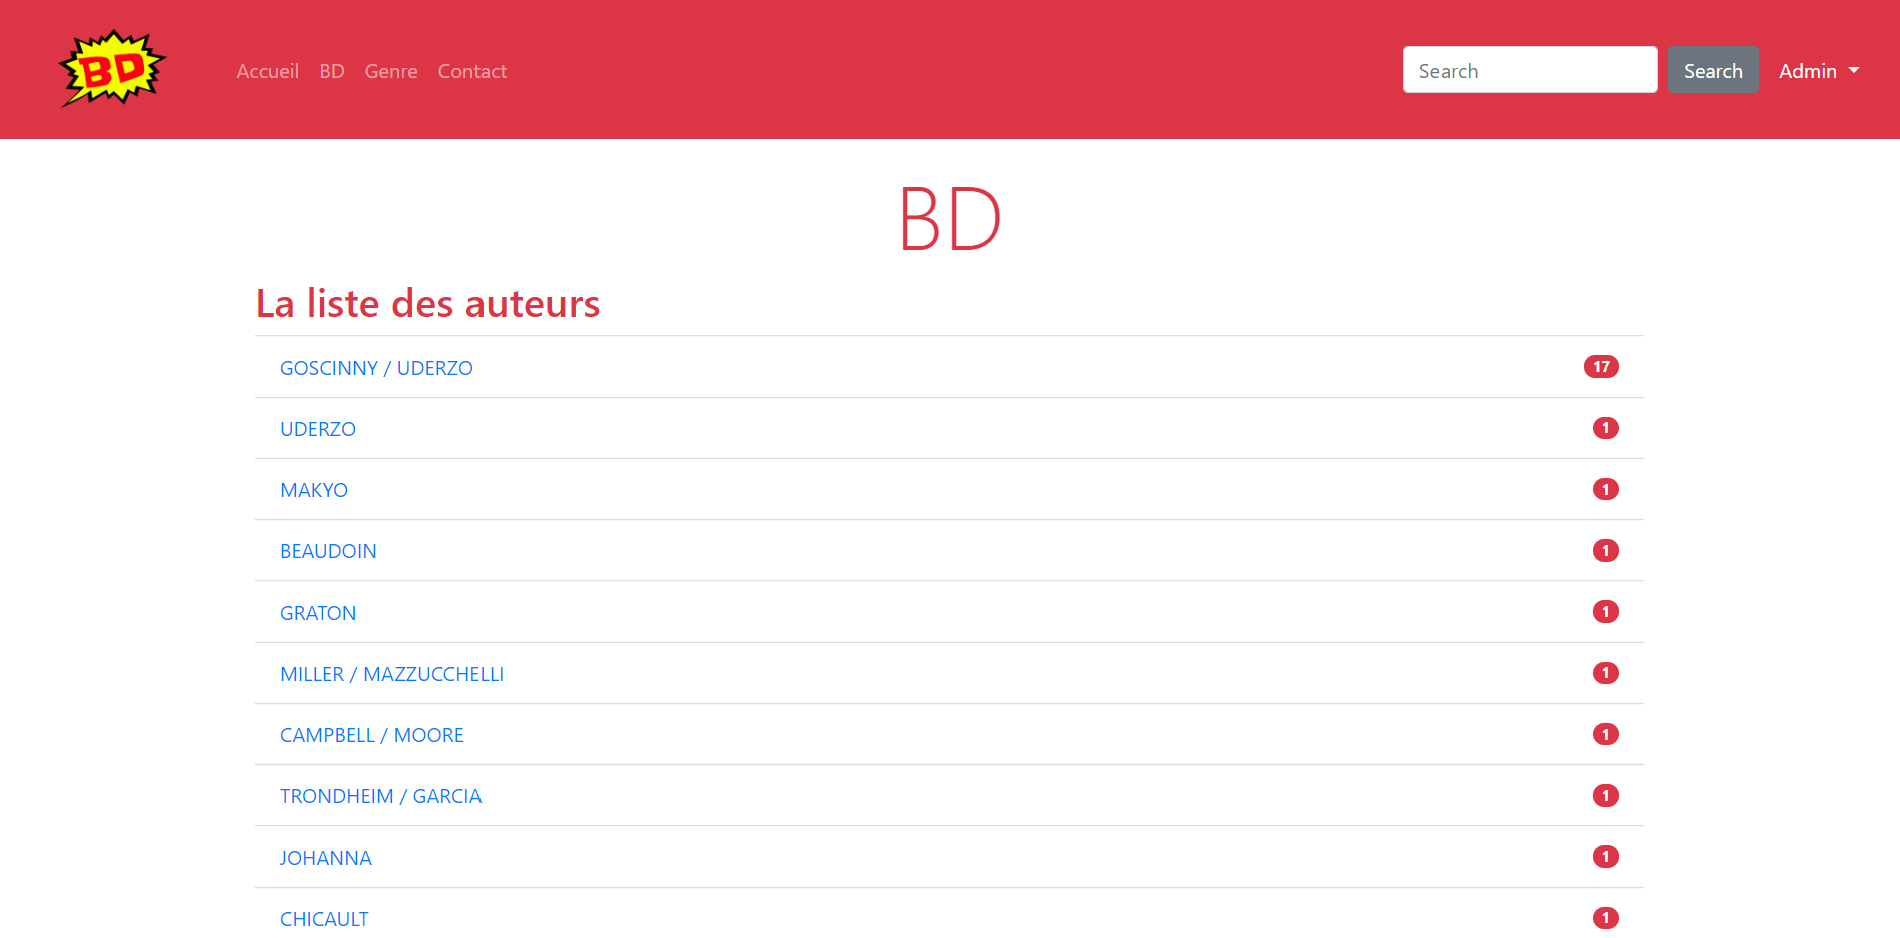 BD
Accueil BD Genre Contact
Search Search Admin
BD
La liste des auteurs
GOSCINNY / UDERZO 17
UDERZO 1
MAKYO 1
BEAUDOIN 1
GRATON 1
MILLER / MAZZUCCHELLI 1
CAMPBELL / MOORE 1
TRONDHEIM / GARCIA 1
JOHANNA 1
CHICAULT 1